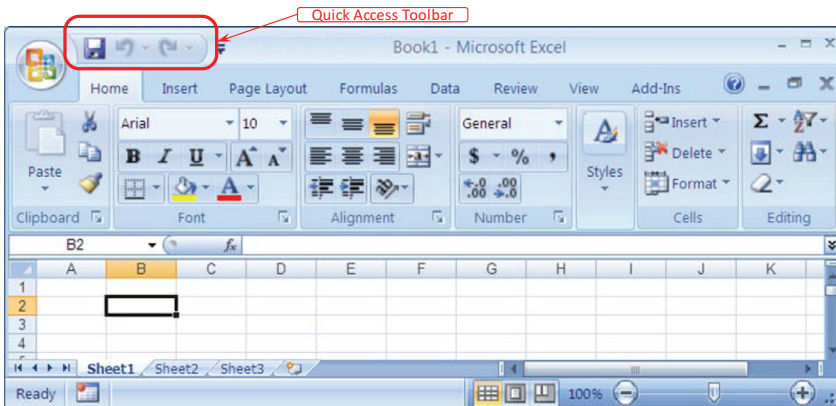 Quick Access Toolbar
Book1 - Microsoft Excel
Home Insert Page Layout Formulas Data Review View Add-Ins
Arial 10 General Insert
B I U A A $ % , Delete
Paste Styles
A .00 .00 Format
Clipboard Font Alignment Number Cells Editing
B2 fx
A B C D E F G H I J K
1
2
3
4
Sheet1 Sheet2 Sheet3
Ready 100%